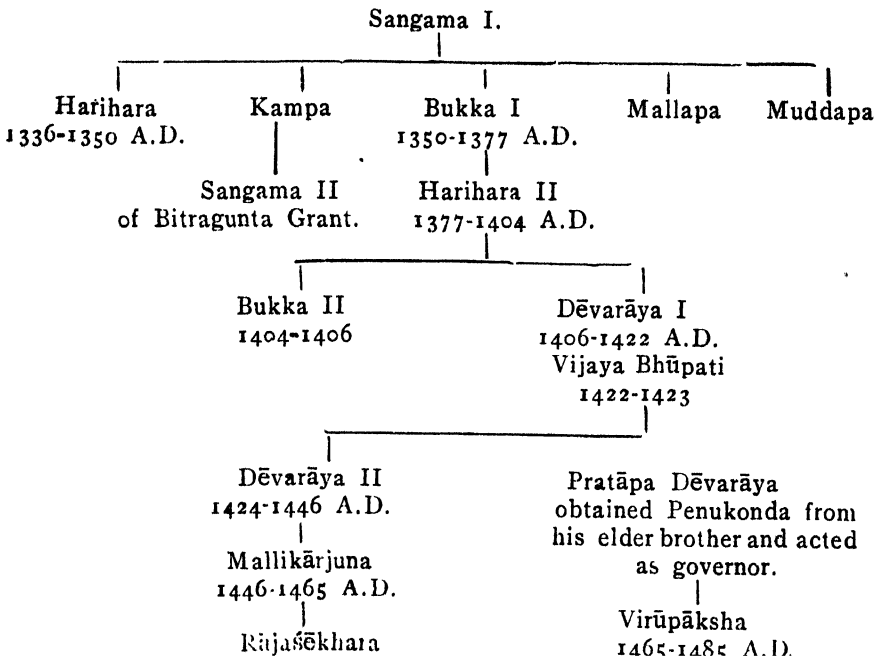 Sangama I.
Harihara Kampa Bukka I Mallapa Muddapa
1336-1350 A.D. 1350-1377 A.D.
Sangama II Harihara II
of Bitragunta Grant. 1377-1404 A.D.
Bukka II Dēvarāya I
1404-1406 1406-1422 A.D.
Vijaya Bhūpati
1422-1423
Dēvarāya II Pratāpa Dēvarāya
1424-1446 A.D. obtained Penukonda from
his elder brother and acted
Mallikārjuna as governor.
1446-1465 A.D.
Virūpāksha
Rājaśēkhara 1465-1485 A.D.